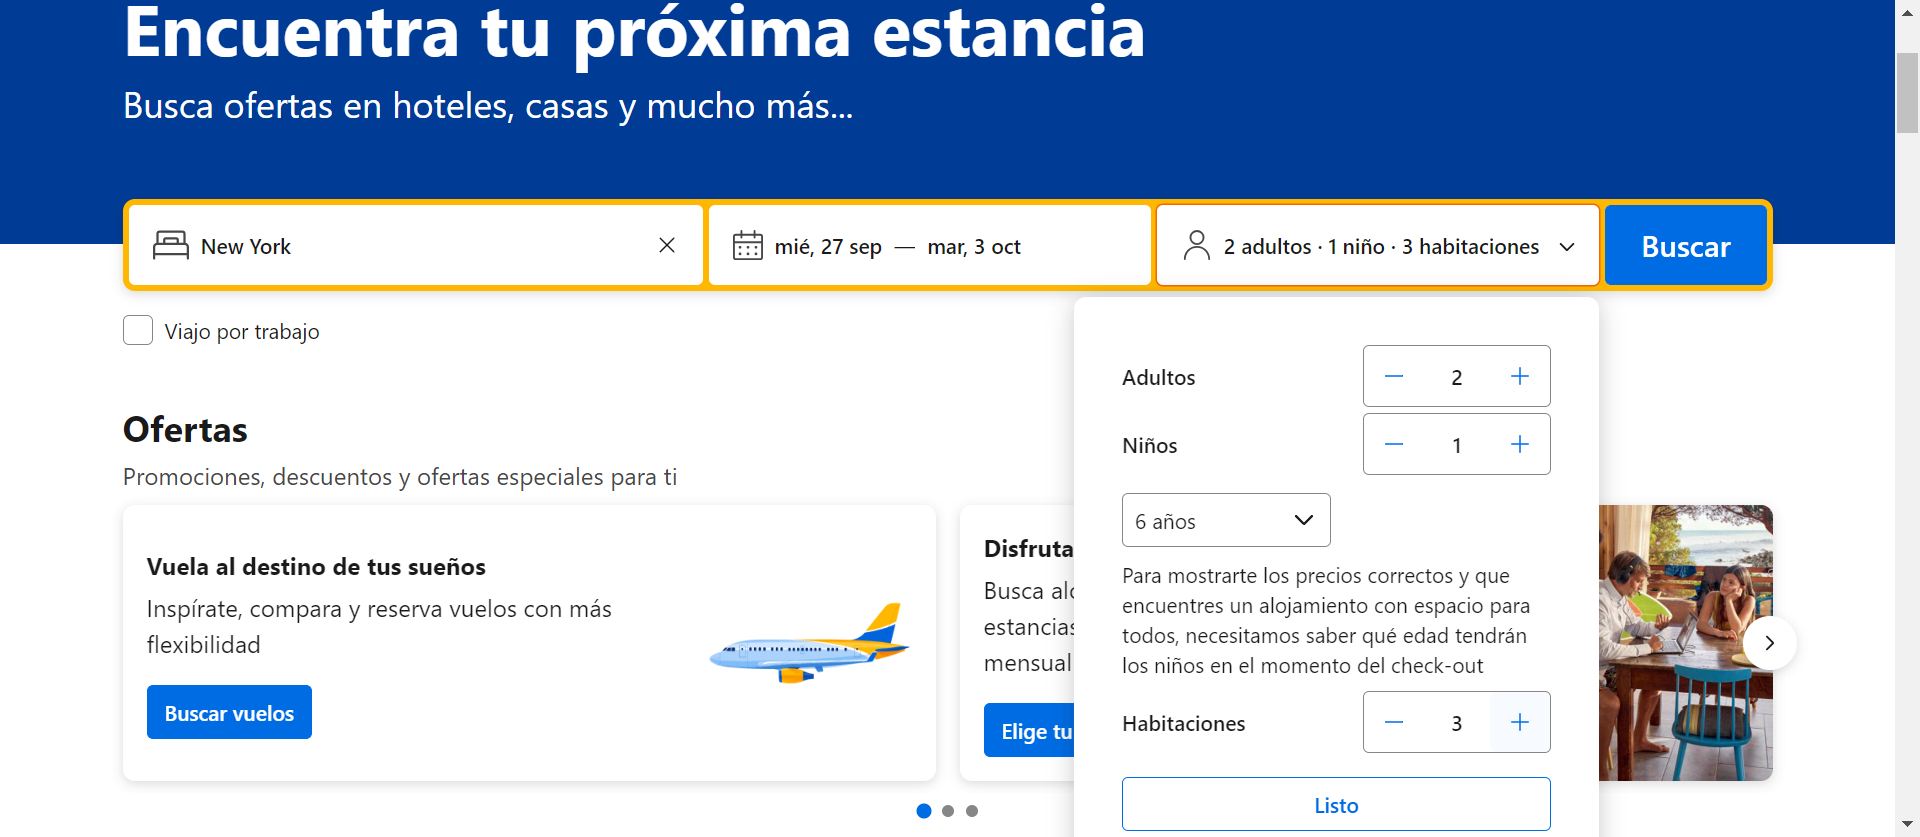 Encuentra tu próxima estancia
Busca ofertas en hoteles, casas y mucho más...
New York
mié, 27 sep — mar, 3 oct
2 adultos · 1 niño · 3 habitaciones
Buscar
Viajo por trabajo
Adultos
2
Niños
1
6 años
Para mostrarte los precios correctos y que
encuentres un alojamiento con espacio para
todos, necesitamos saber qué edad tendrán
los niños en el momento del check-out
Habitaciones
3
Listo
Ofertas
Promociones, descuentos y ofertas especiales para ti
Vuela al destino de tus sueños
Inspírate, compara y reserva vuelos con más
flexibilidad
Buscar vuelos
Disfruta
Busca
estancias
mensual
Elige tu